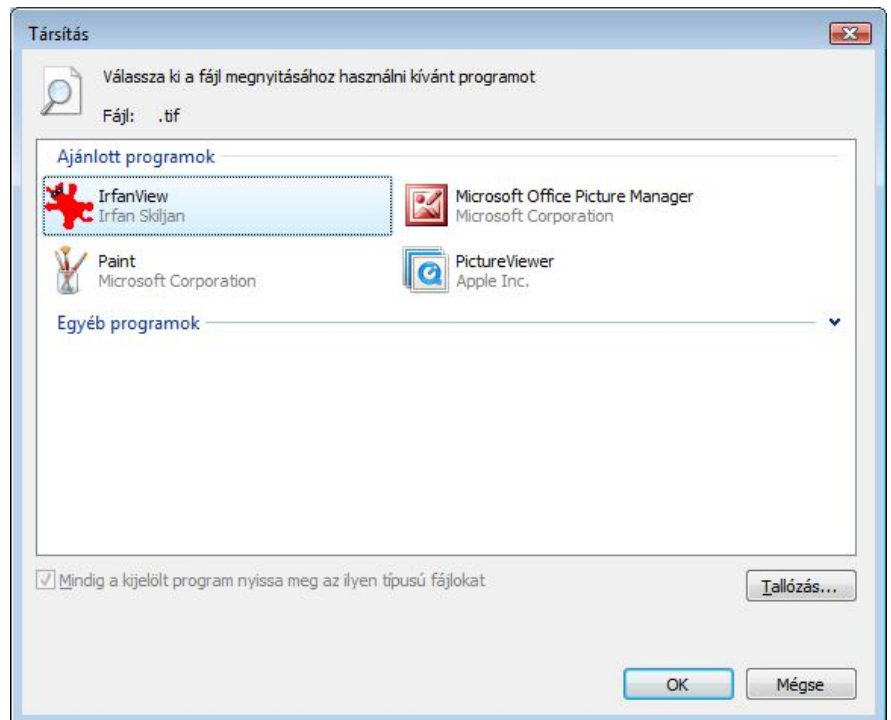 Társítás
Válassza ki a fájl megnyitásához használni kívánt programot
Fájl: .tif
Ajánlott programok
IrfanView
Irfan Skiljan
Microsoft Office Picture Manager
Microsoft Corporation
Paint
Microsoft Corporation
PictureViewer
Apple Inc.
Egyéb programok
Mindig a kijelölt program nyissa meg az ilyen típusú fájlokat
Tallózás...
OK
Mégse